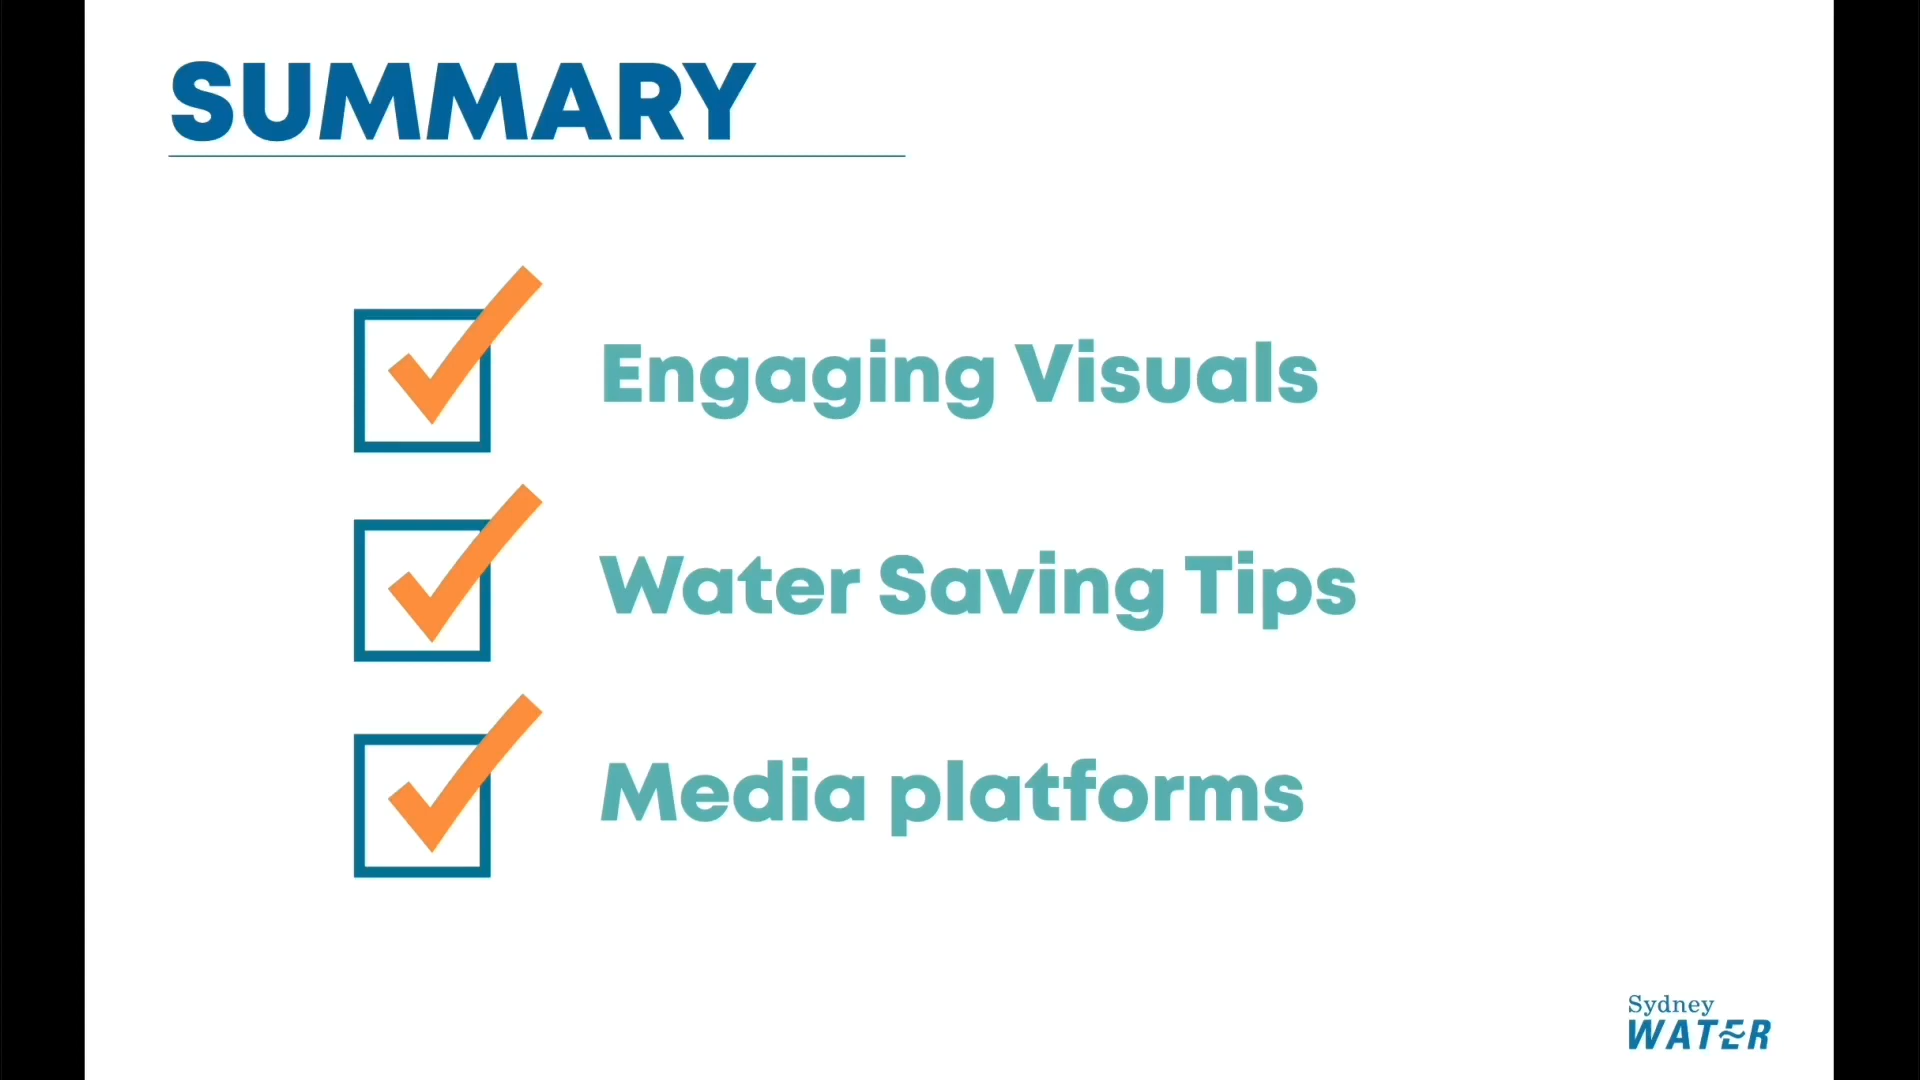 SUMMARY
Engaging Visuals
Water Saving Tips
Media platforms
Sydney
WATER